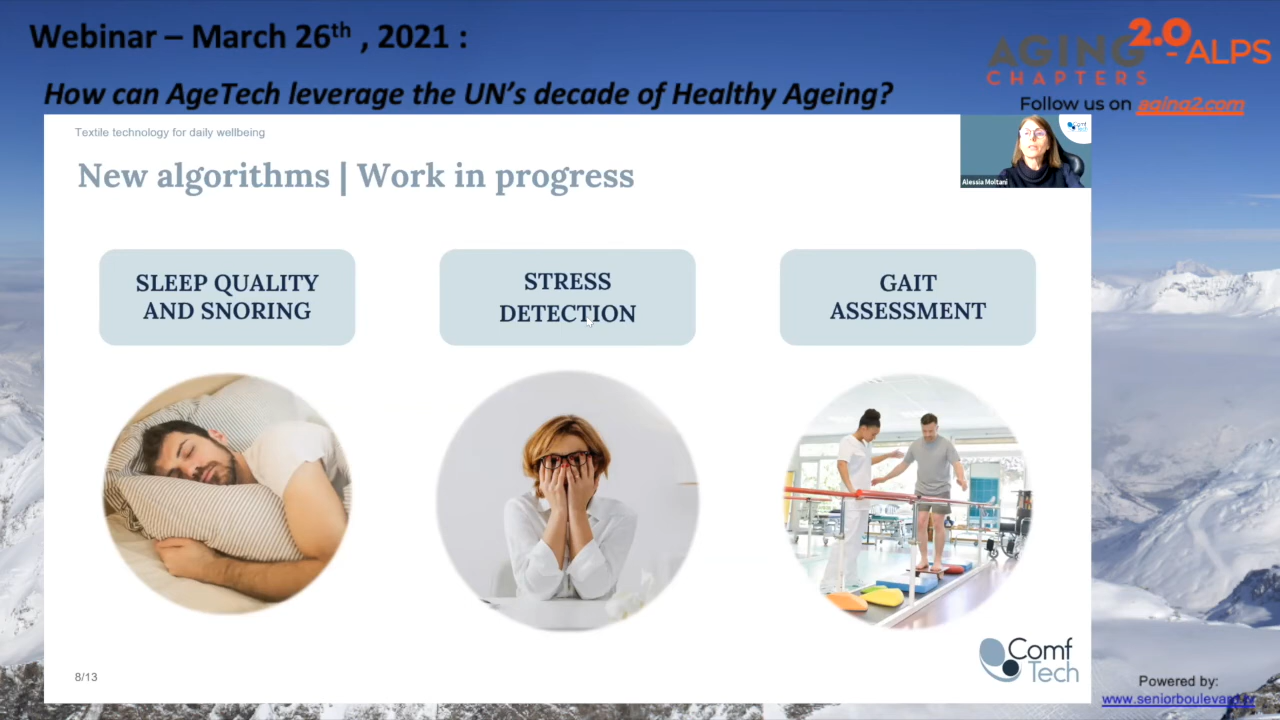 Webinar – March 26th , 2021 :
How can AgeTech leverage the UN's decade of Healthy Ageing?
AGING 2.0 - ALPS
CHAPTERS
Follow us on aging2.com
Textile technology for daily wellbeing
New algorithms | Work in progress
Comf
Tech
Alessia Moltani
SLEEP QUALITY
AND SNORING
STRESS
DETECTION
GAIT
ASSESSMENT
Comf
Tech
8/13
Powered by: